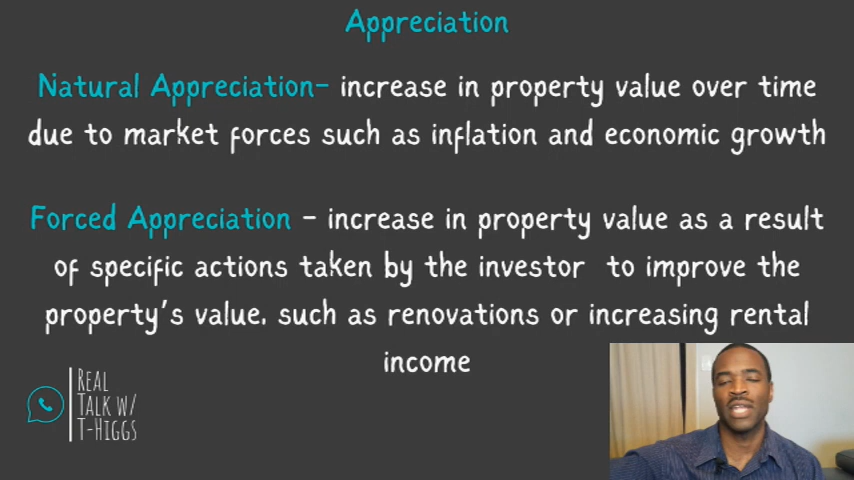 Appreciation
Natural Appreciation- increase in property value over time
due to market forces such as inflation and economic growth
Forced Appreciation - increase in property value as a result
of specific actions taken by the investor to improve the
property's value. such as renovations or increasing rental
income
Real
Talk w/
T-Higgs